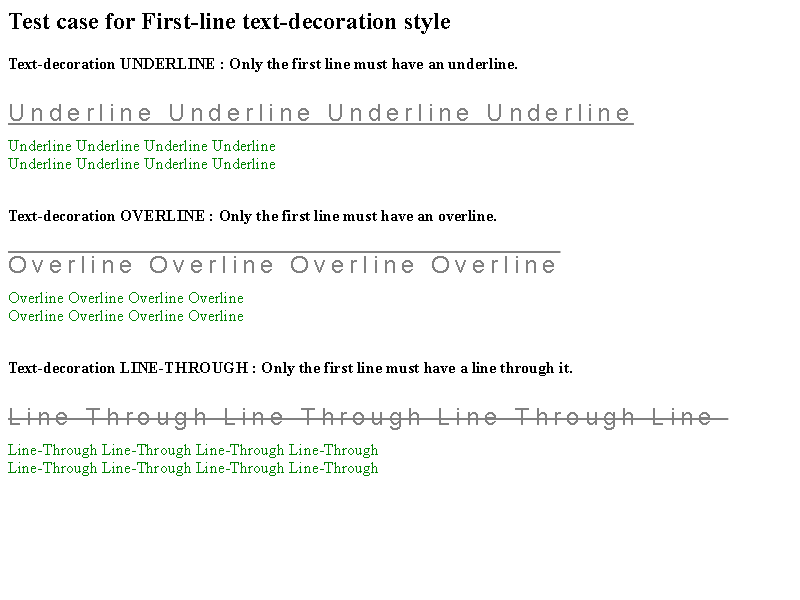 Test case for First-line text-decoration style
Text-decoration UNDERLINE : Only the first line must have an underline.
Underline Underline Underline Underline
Underline Underline Underline Underline
Underline Underline Underline Underline
Text-decoration OVERLINE : Only the first line must have an overline.
Overline Overline Overline Overline
Overline Overline Overline Overline
Overline Overline Overline Overline
Text-decoration LINE-THROUGH : Only the first line must have a line through it.
Line Through Line Through Line Through Line
Line-Through Line-Through Line-Through Line-Through
Line-Through Line-Through Line-Through Line-Through